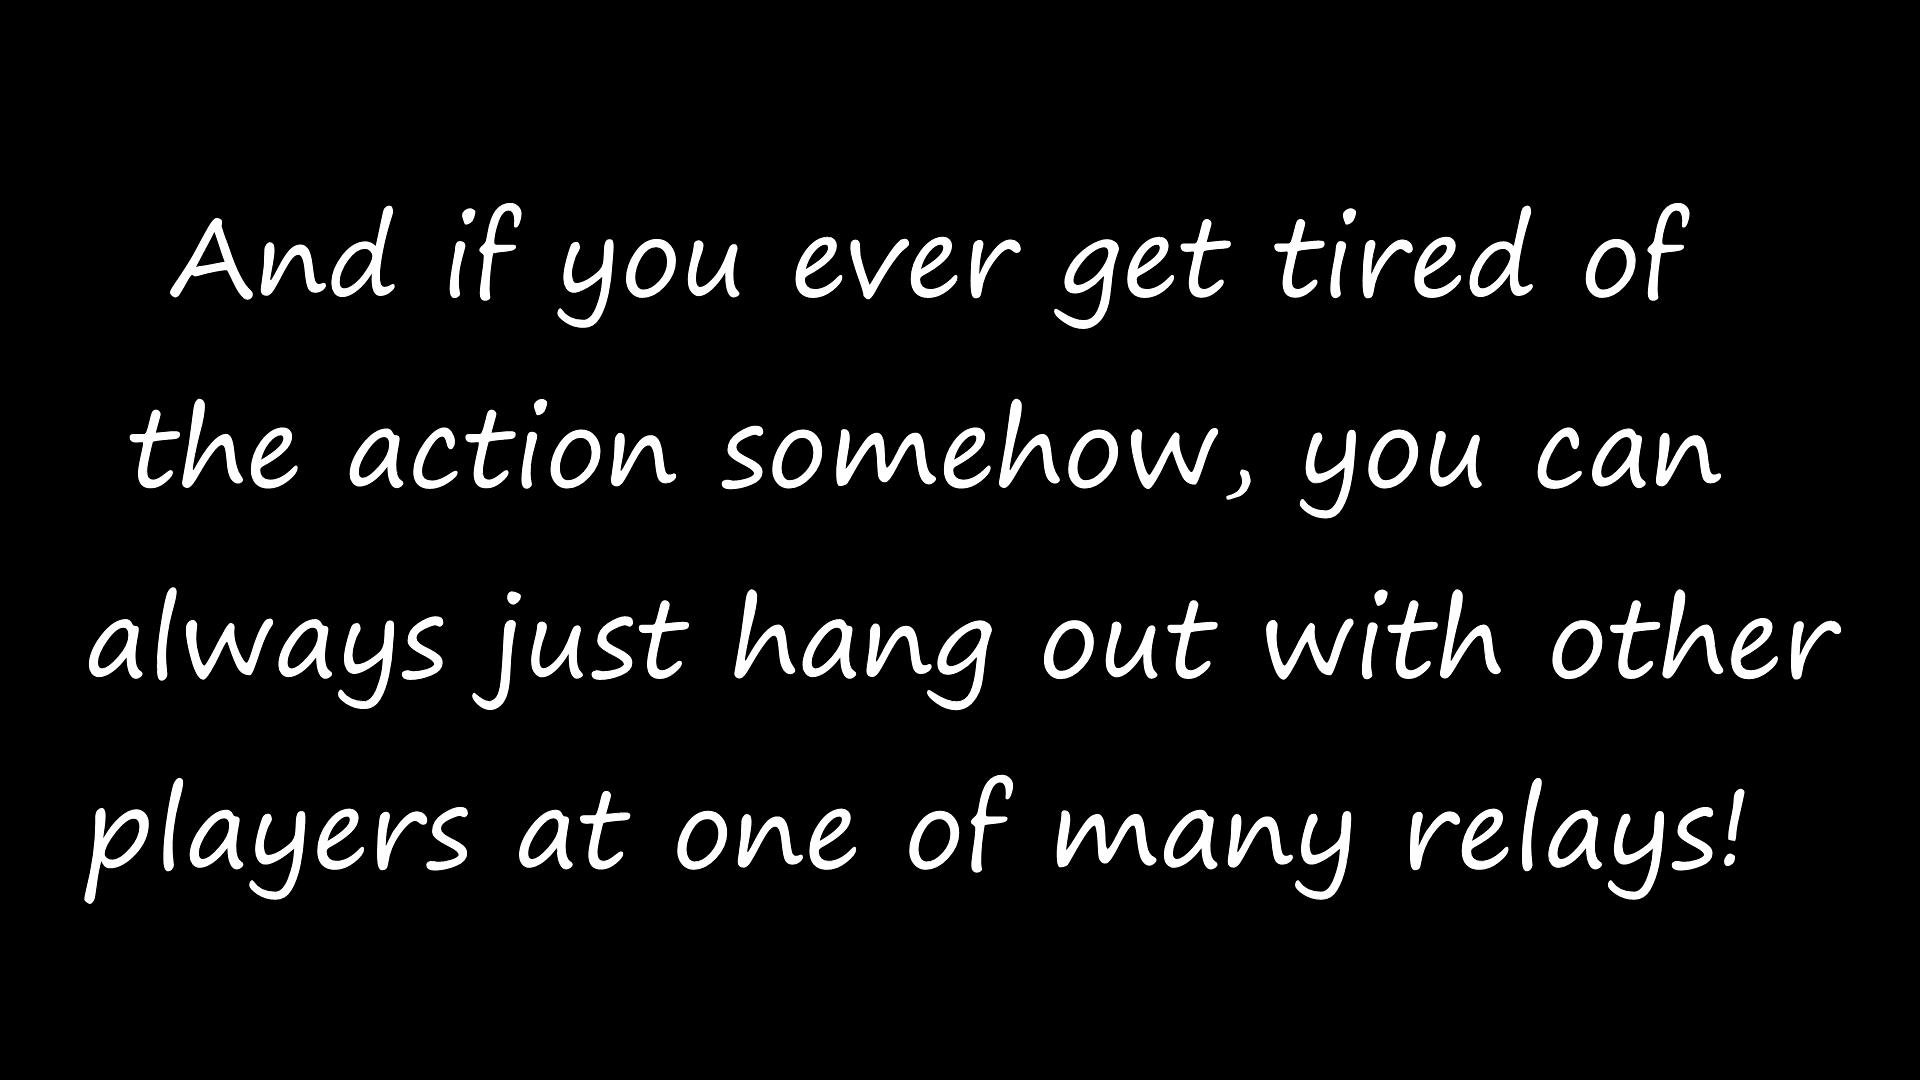 And if you ever get tired of
the action somehow, you can
always just hang out with other
players at one of many relays!